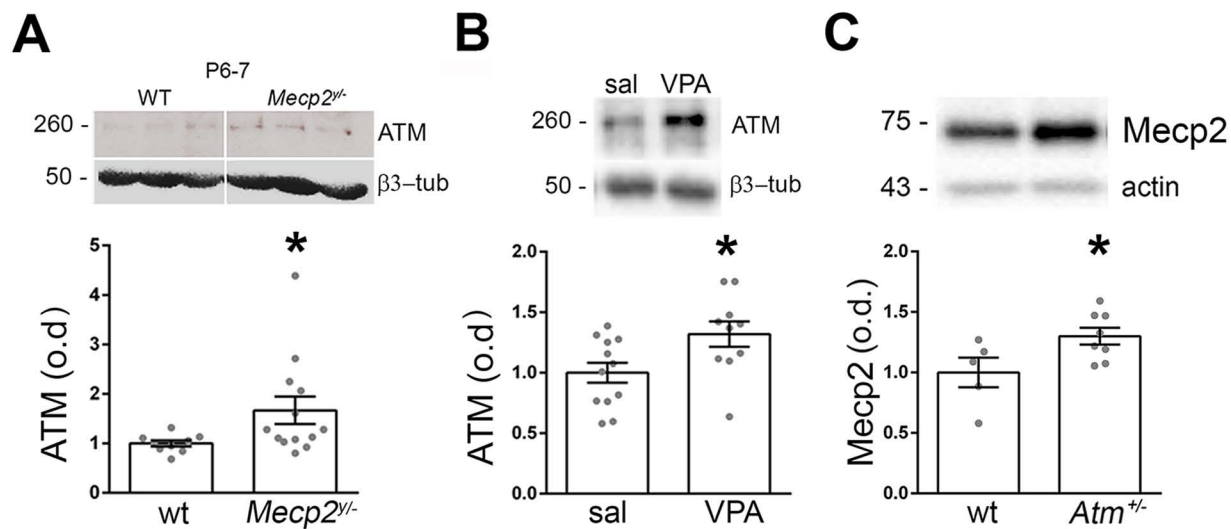 A
P6-7
WT Mecp2y/-
260 - ATM
50 - β3–tub
*
5
4
3
2
1
0
ATM (o.d)
wt Mecp2y/-
B
sal VPA
260 - ATM
50 - β3–tub
*
2.0
1.5
1.0
0.5
0.0
ATM (o.d)
sal VPA
C
75 - Mecp2
43 - actin
*
2.0
1.5
1.0
0.5
0.0
Mecp2 (o.d.)
wt Atm+/-